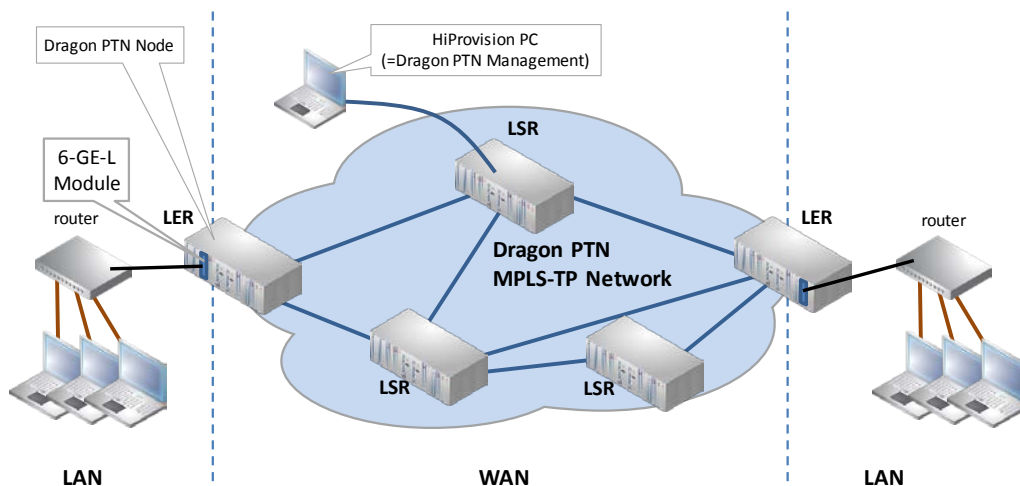 Dragon PTN Node
HiProvision PC
(=Dragon PTN Management)
LSR
6-GE-L
Module
router
LER
LER
router
Dragon PTN
MPLS-TP Network
LSR
LSR
LAN
WAN
LAN